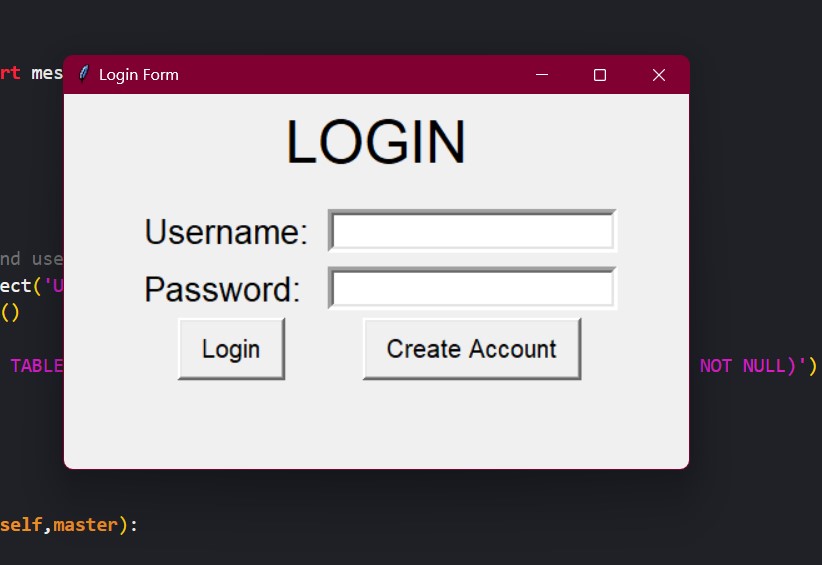 rt mes
Login Form
LOGIN
Username:
nd use
ect('U
Password:
()
Login Create Account
TABLE NOT NULL)')
self,master):